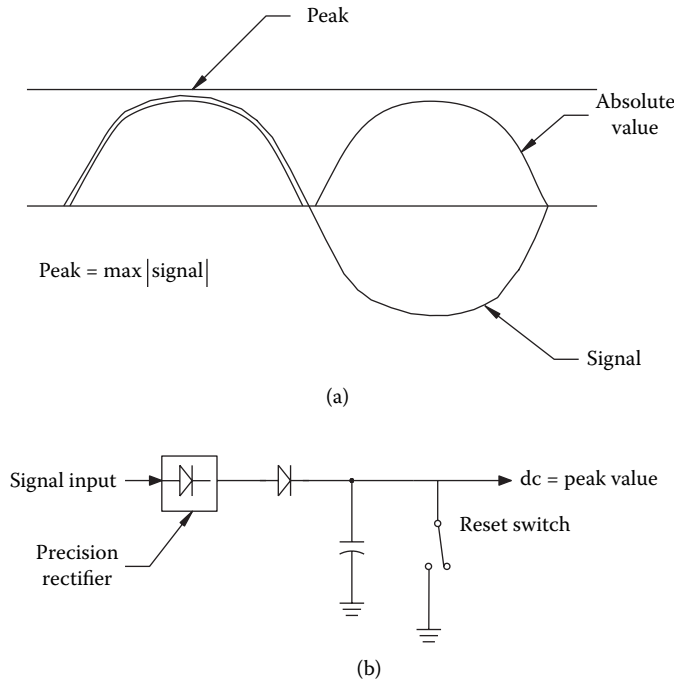 Peak
Absolute
value
Peak = max |signal|
Signal
(a)
Signal input
dc = peak value
Reset switch
Precision
rectifier
(b)